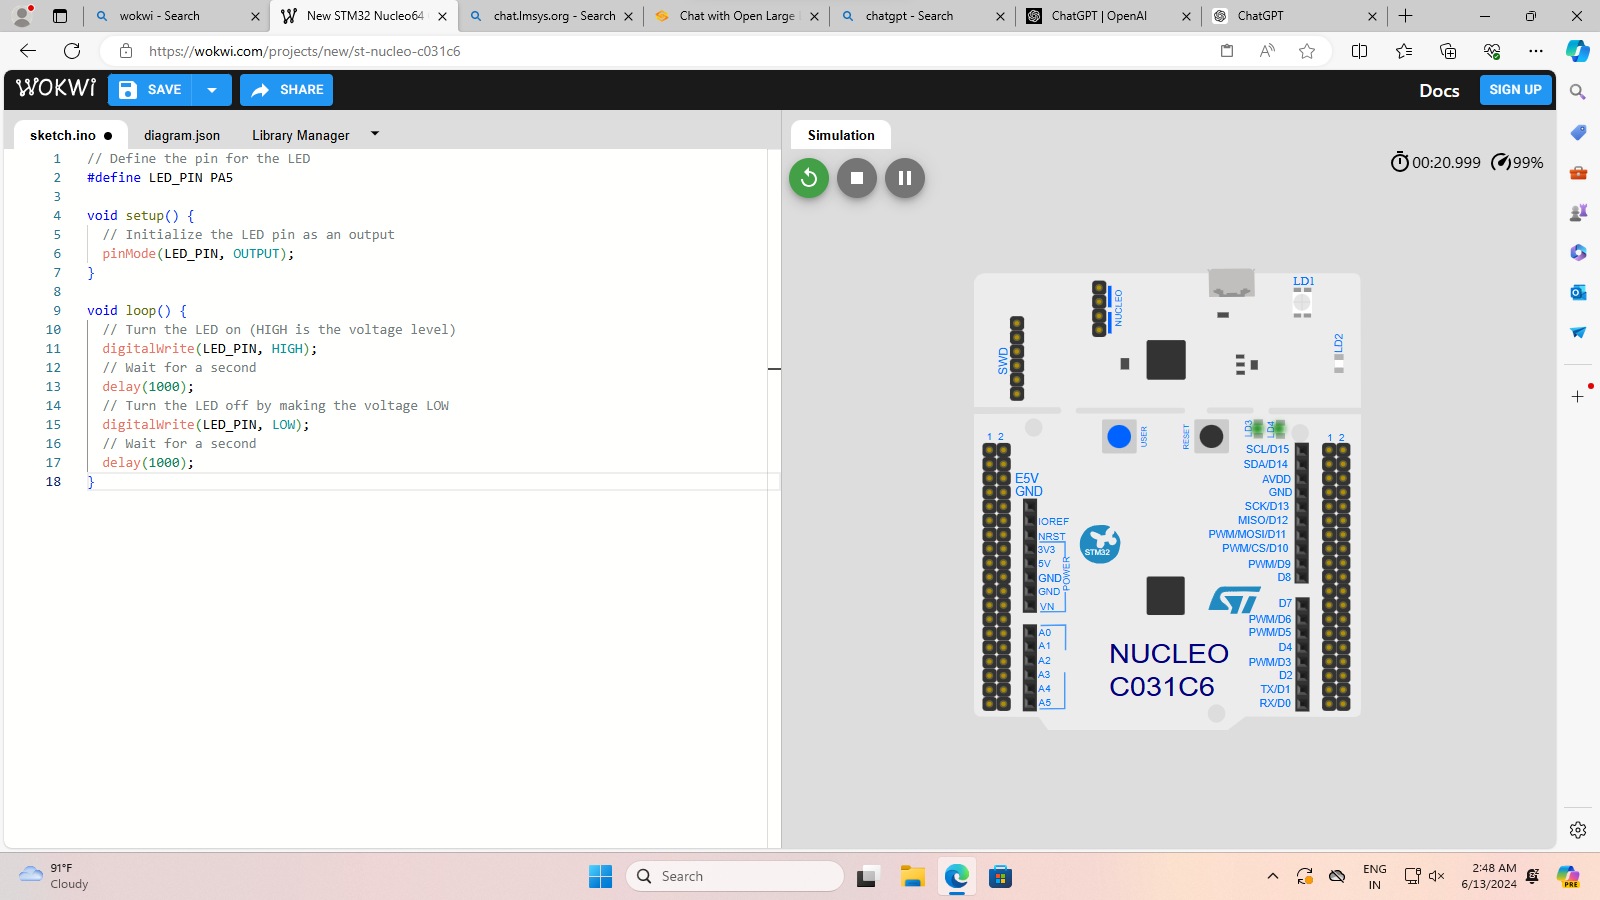 wokwi - Search
New STM32 Nucleo64
chat.lmsys.org - Search
Chat with Open Large
chatgpt - Search
ChatGPT | OpenAI
ChatGPT
https://wokwi.com/projects/new/st-nucleo-c031c6
WOKWi
SAVE
SHARE
Docs
SIGN UP
sketch.ino
diagram.json
Library Manager
1 // Define the pin for the LED
2 #define LED_PIN PA5
3
4 void setup() {
5 // Initialize the LED pin as an output
6 pinMode(LED_PIN, OUTPUT);
7 }
8
9 void loop() {
10 // Turn the LED on (HIGH is the voltage level)
11 digitalWrite(LED_PIN, HIGH);
12 // Wait for a second
13 delay(1000);
14 // Turn the LED off by making the voltage LOW
15 digitalWrite(LED_PIN, LOW);
16 // Wait for a second
17 delay(1000);
18 }
Simulation
00:20.999
99%
LD1
NUCLEO
LD2
SWD
USER
RESET
LD3
LD4
1 2
1 2
E5V
GND
IOREF
NRST
3V3
5V
GND
GND
VN
POWER
A0
A1
A2
A3
A4
A5
STM32
SCL/D15
SDA/D14
AVDD
GND
SCK/D13
MISO/D12
PWM/MOSI/D11
PWM/CS/D10
PWM/D9
D8
ST
D7
PWM/D6
PWM/D5
D4
PWM/D3
D2
TX/D1
RX/D0
NUCLEO
C031C6
91°F
Cloudy
Search
ENG
IN
2:48 AM
6/13/2024
PRE